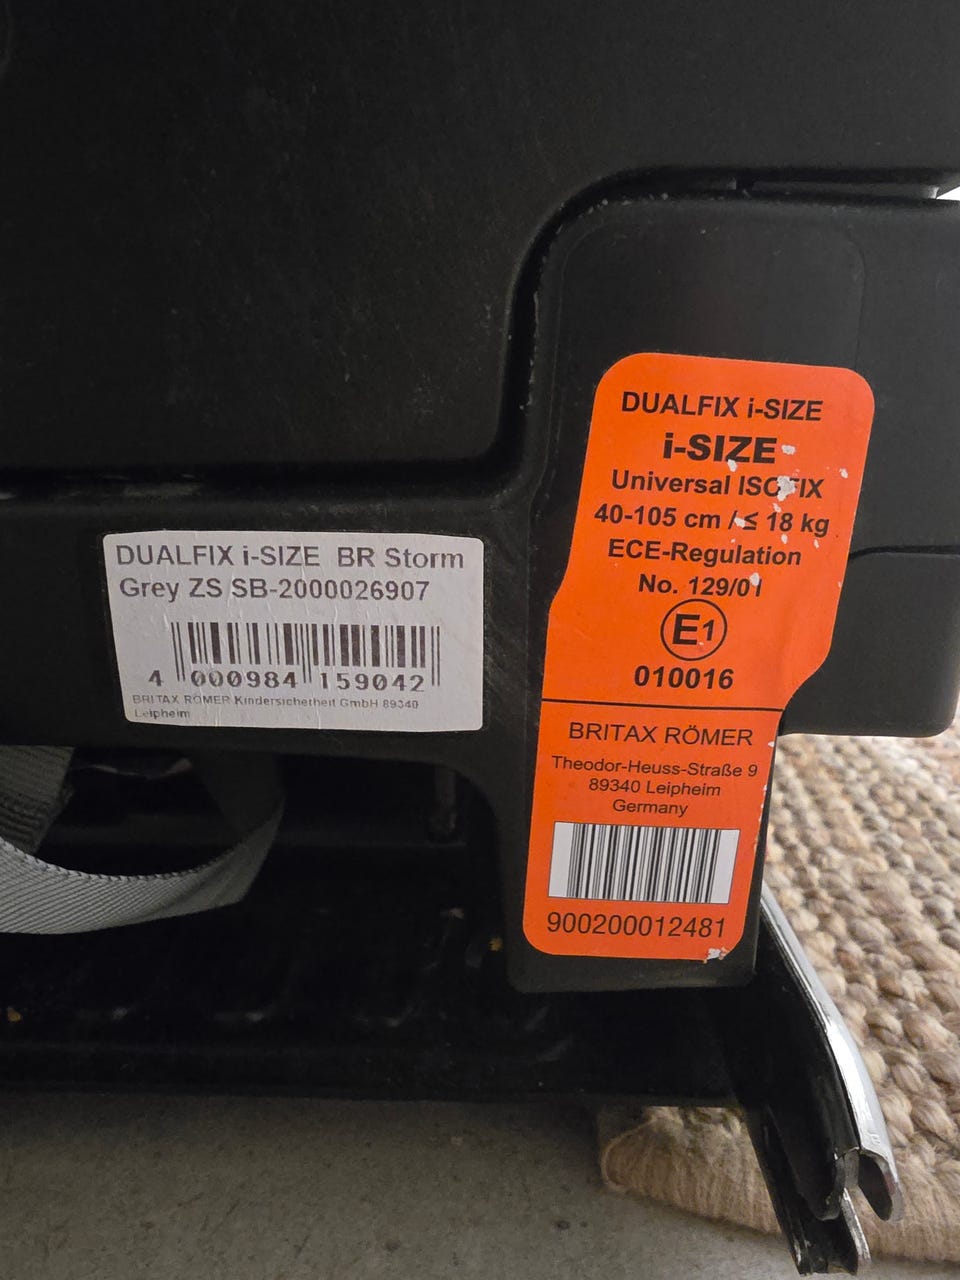 DUALFIX i-SIZE BR Storm
Grey ZS SB-2000026907
4 000984 159042
BRITAX RÖMER Kindersicherheit GmbH 89340
Leipheim
DUALFIX i-SIZE
i-SIZE
Universal ISOFIX
40-105 cm / ≤ 18 kg
ECE-Regulation
No. 129/01
E1
010016
BRITAX RÖMER
Theodor-Heuss-Straße 9
89340 Leipheim
Germany
900200012481